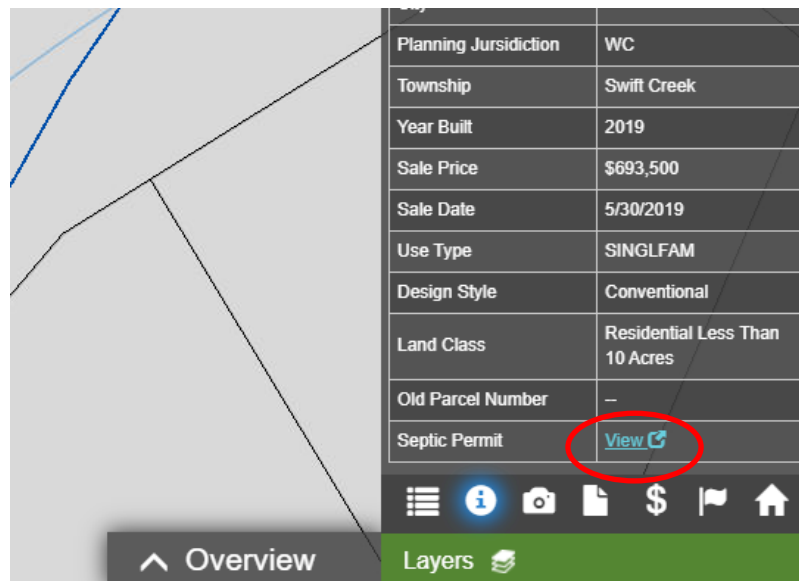 Planning Jursidiction WC
Township Swift Creek
Year Built 2019
Sale Price $693,500
Sale Date 5/30/2019
Use Type SINGLFAM
Design Style Conventional
Land Class Residential Less Than
10 Acres
Old Parcel Number --
Septic Permit View
Overview
Layers